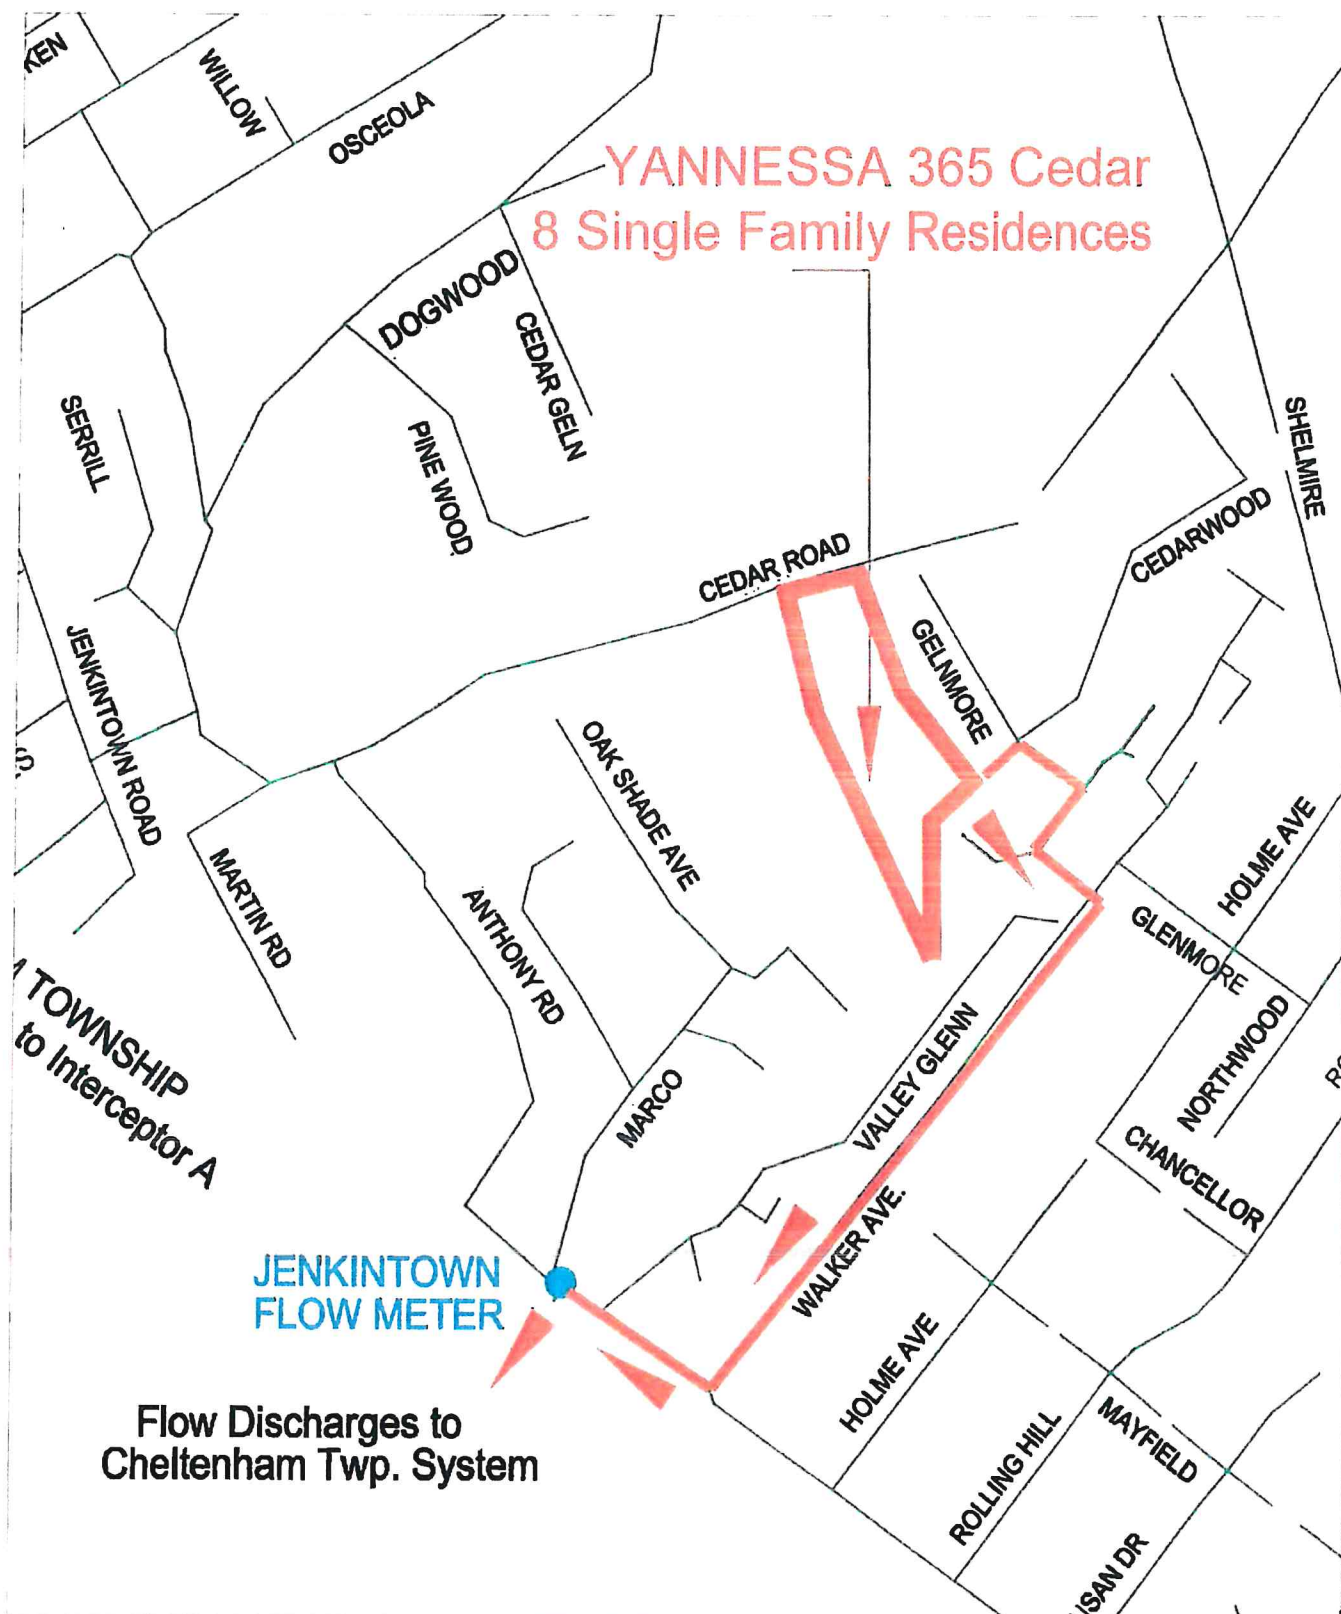 KEN
WILLOW
OSCEOLA
YANNESSA 365 Cedar
8 Single Family Residences
DOGWOOD
CEDAR GELN
SERRILL
PINE WOOD
SHELMIRE
CEDARWOOD
CEDAR ROAD
GELNMORE
JENKINTOWN ROAD
OAK SHADE AVE
HOLME AVE
MARTIN RD
ANTHONY RD
GLENMORE
NORTHWOOD
TOWNSHIP
to Interceptor A
MARCO
VALLEY GLENN
CHANCELLOR
WALKER AVE.
JENKINTOWN
FLOW METER
HOLME AVE
Flow Discharges to
Cheltenham Twp. System
ROLLING HILL
MAYFIELD
ISAN DR